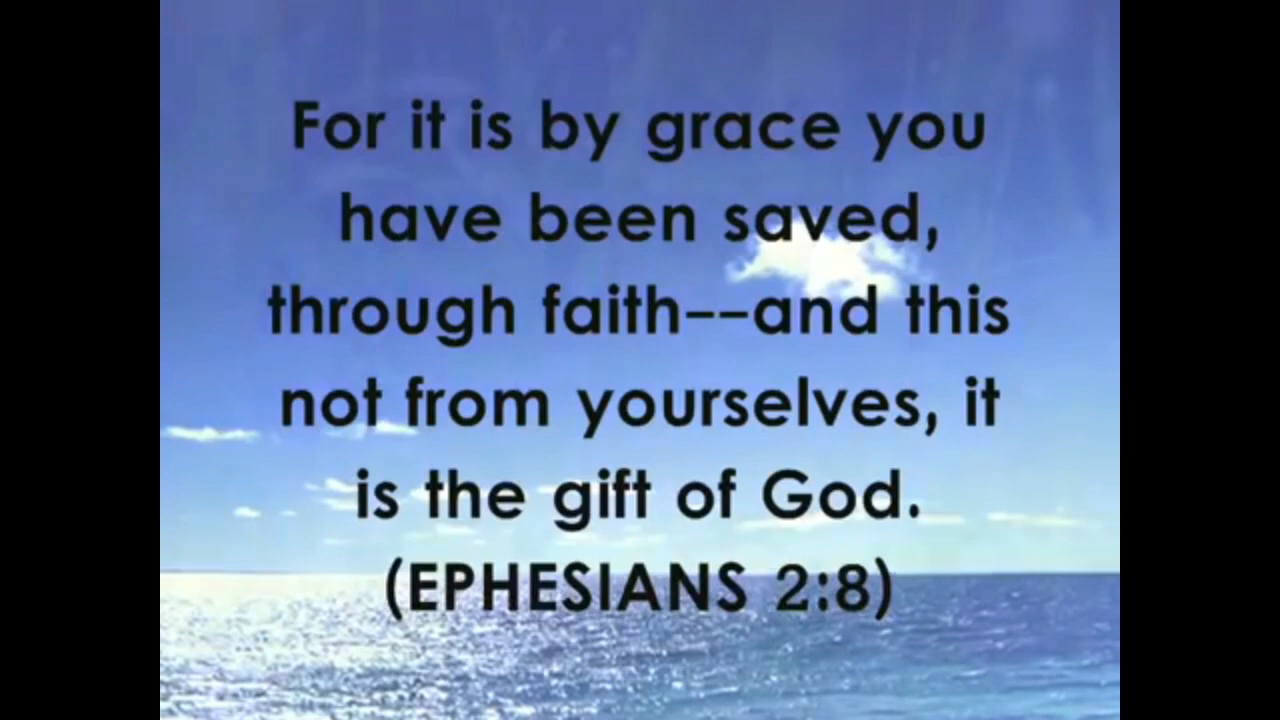 For it is by grace you
have been saved,
through faith--and this
not from yourselves, it
is the gift of God.
(EPHESIANS 2:8)